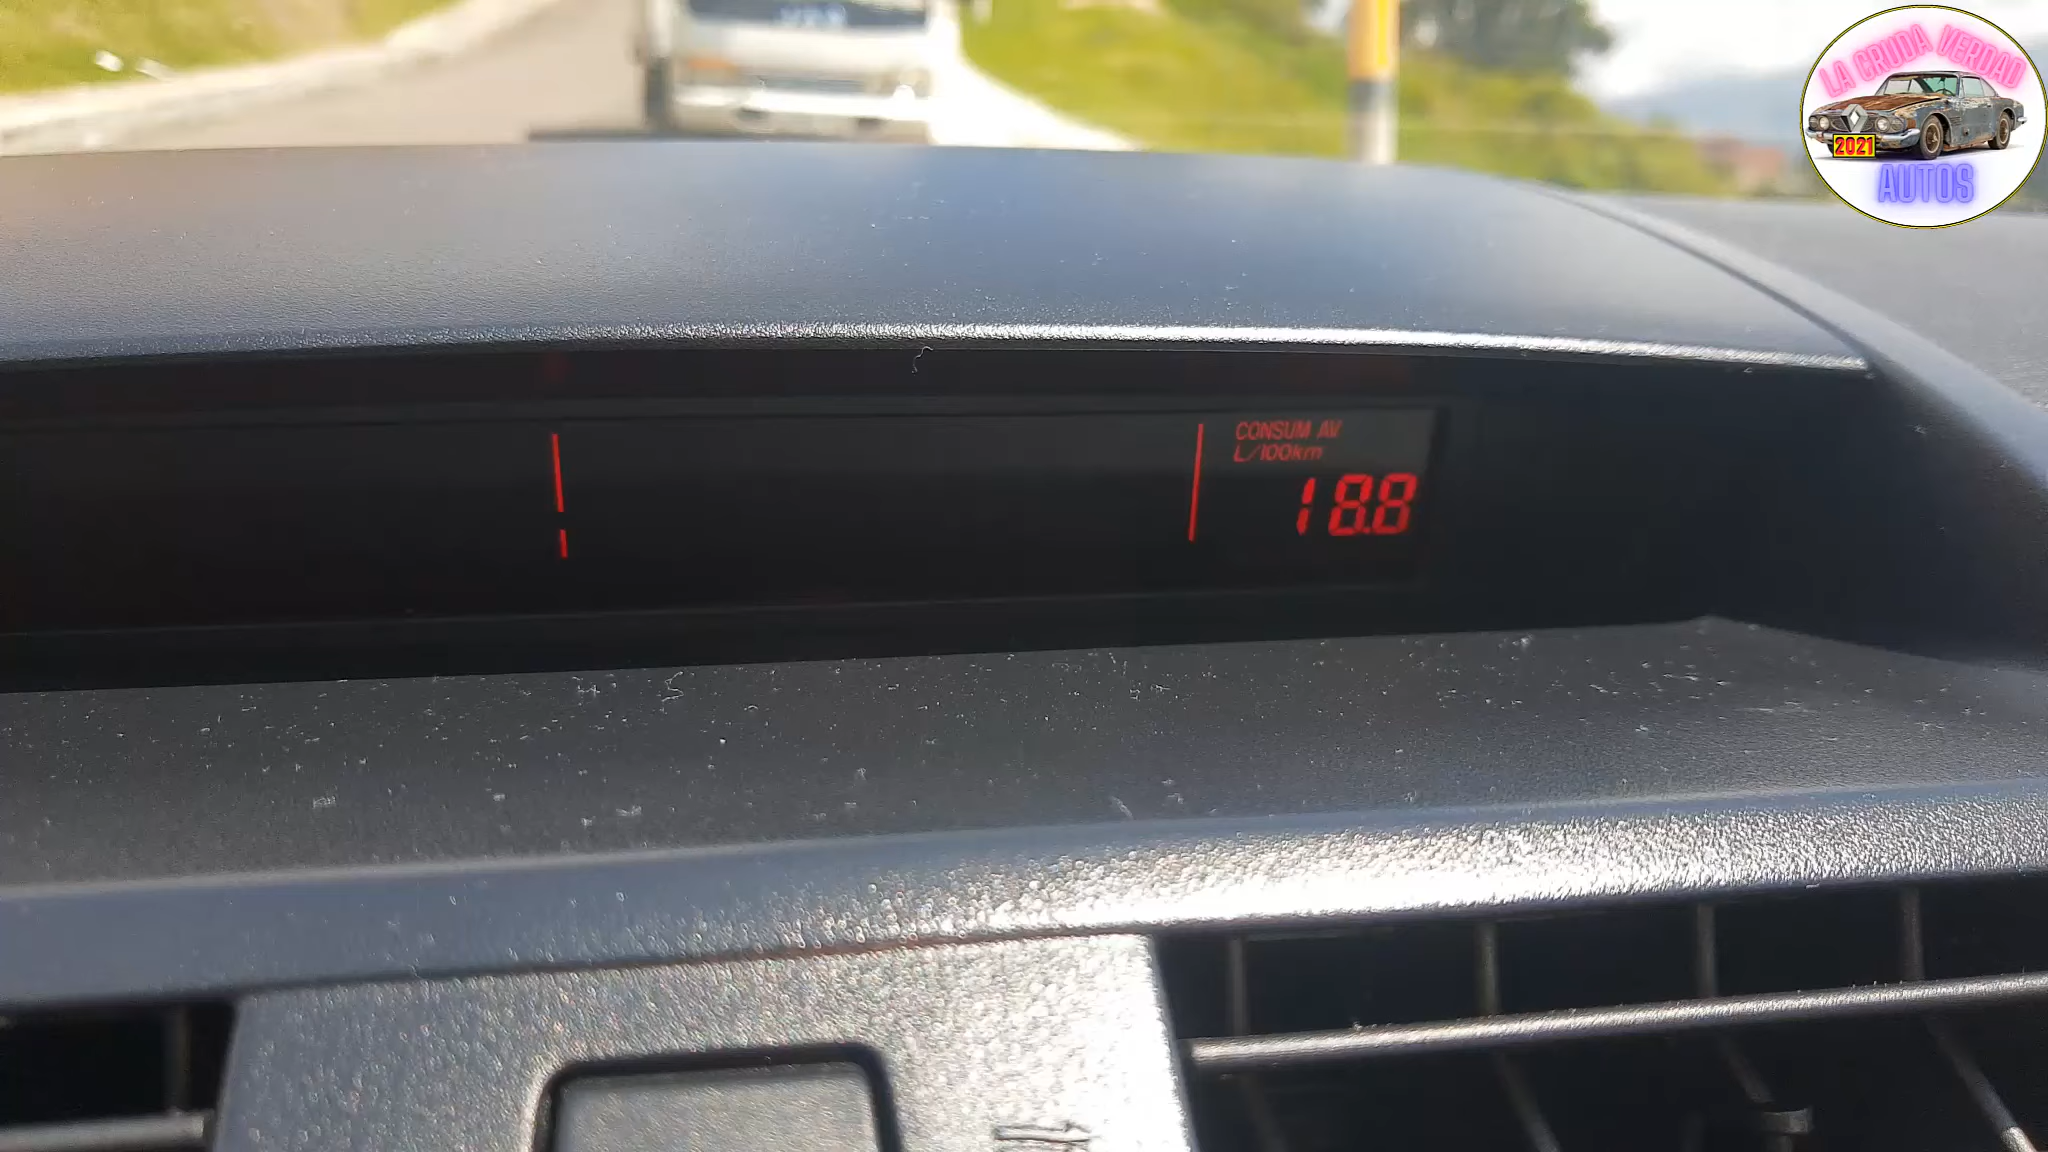 LA CRUDA VERDAD
2021
AUTOS
CONSUM AV
L/100km
18.8